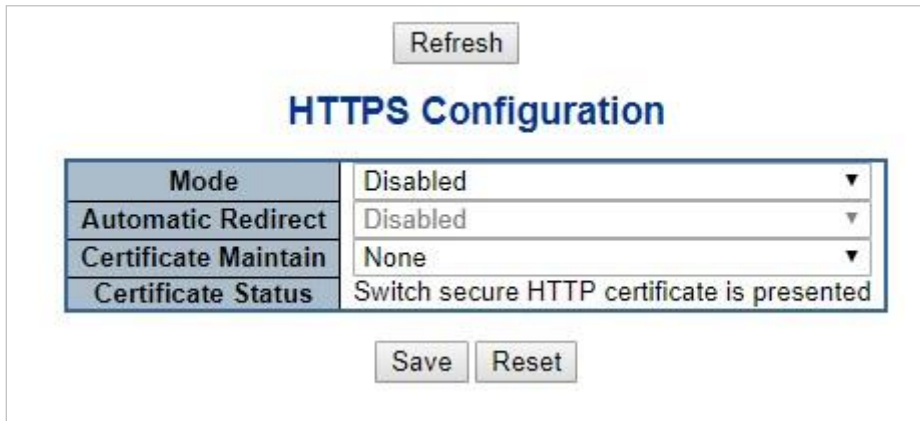 Refresh
HTTPS Configuration
Mode Disabled
Automatic Redirect Disabled
Certificate Maintain None
Certificate Status Switch secure HTTP certificate is presented
Save Reset